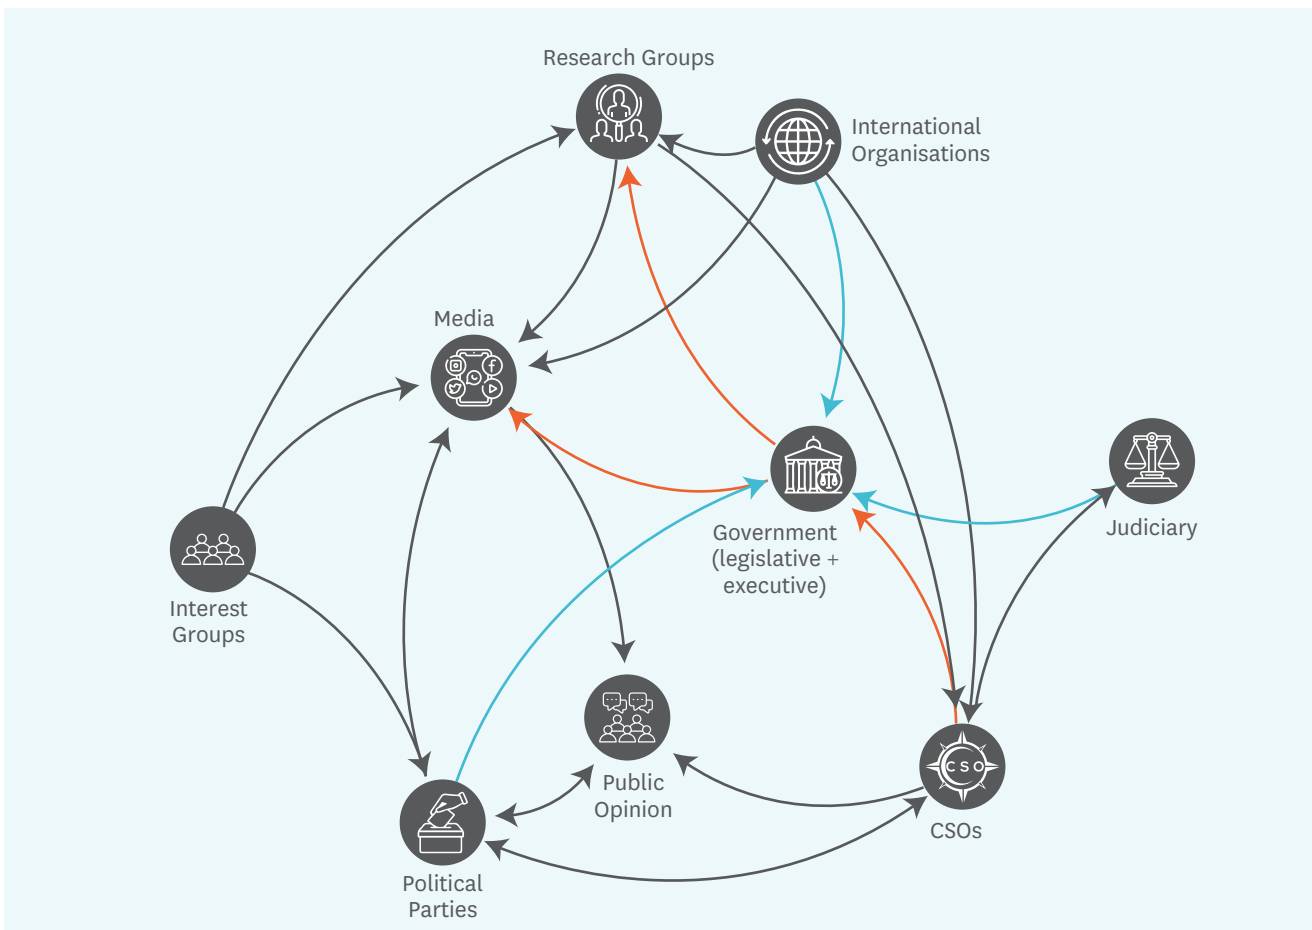 Research Groups
International
Organisations
Media
Government
(legislative +
executive)
Judiciary
Interest
Groups
Public
Opinion
CSO
CSOs
Political
Parties